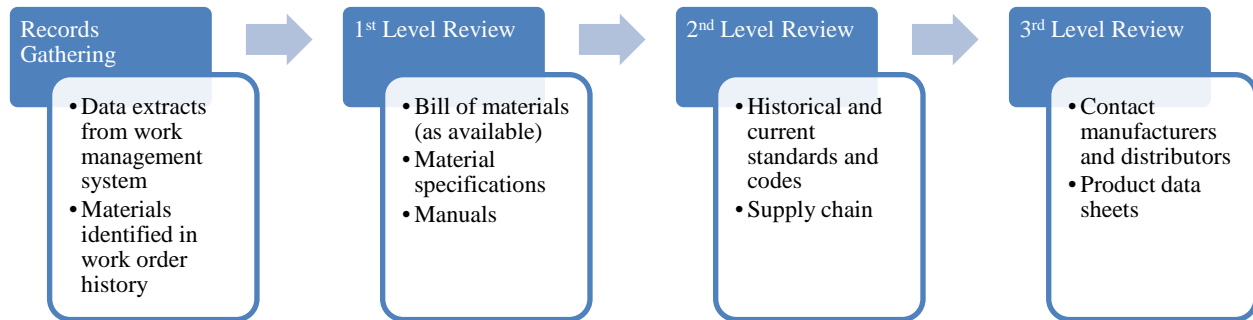 Records
Gathering
• Data extracts
from work
management
system
• Materials
identified in
work order
history
1st Level Review
• Bill of materials
(as available)
• Material
specifications
• Manuals
2nd Level Review
• Historical and
current
standards and
codes
• Supply chain
3rd Level Review
• Contact
manufacturers
and distributors
• Product data
sheets